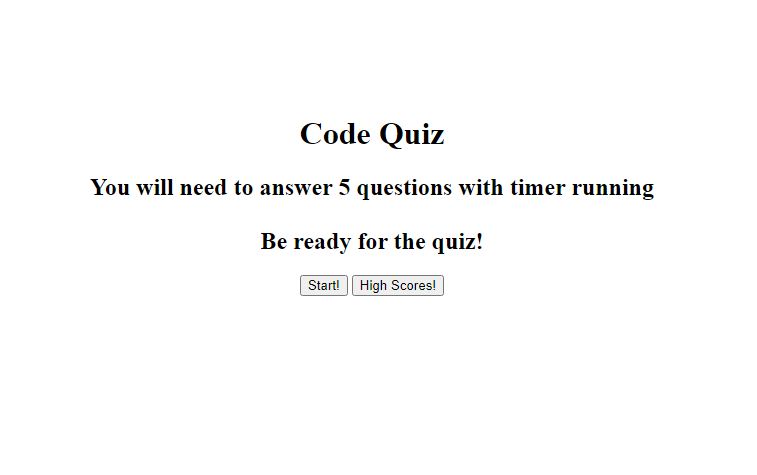 Code Quiz
You will need to answer 5 questions with timer running
Be ready for the quiz!
Start! High Scores!